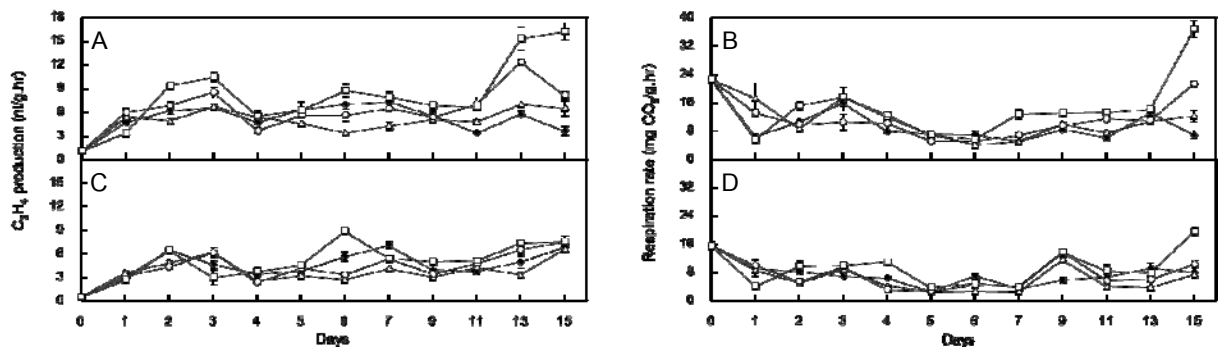 18
15
12
9
6
3
0
A
15
12
9
6
3
0
C
C₂H₄ production (nl/g.hr)
0 1 2 3 4 5 6 7 9 11 13 15
Days
40
32
24
16
8
0
B
32
24
16
8
0
D
Respiration rate (mg CO₂/g.hr)
0 1 2 3 4 5 6 7 9 11 13 15
Days